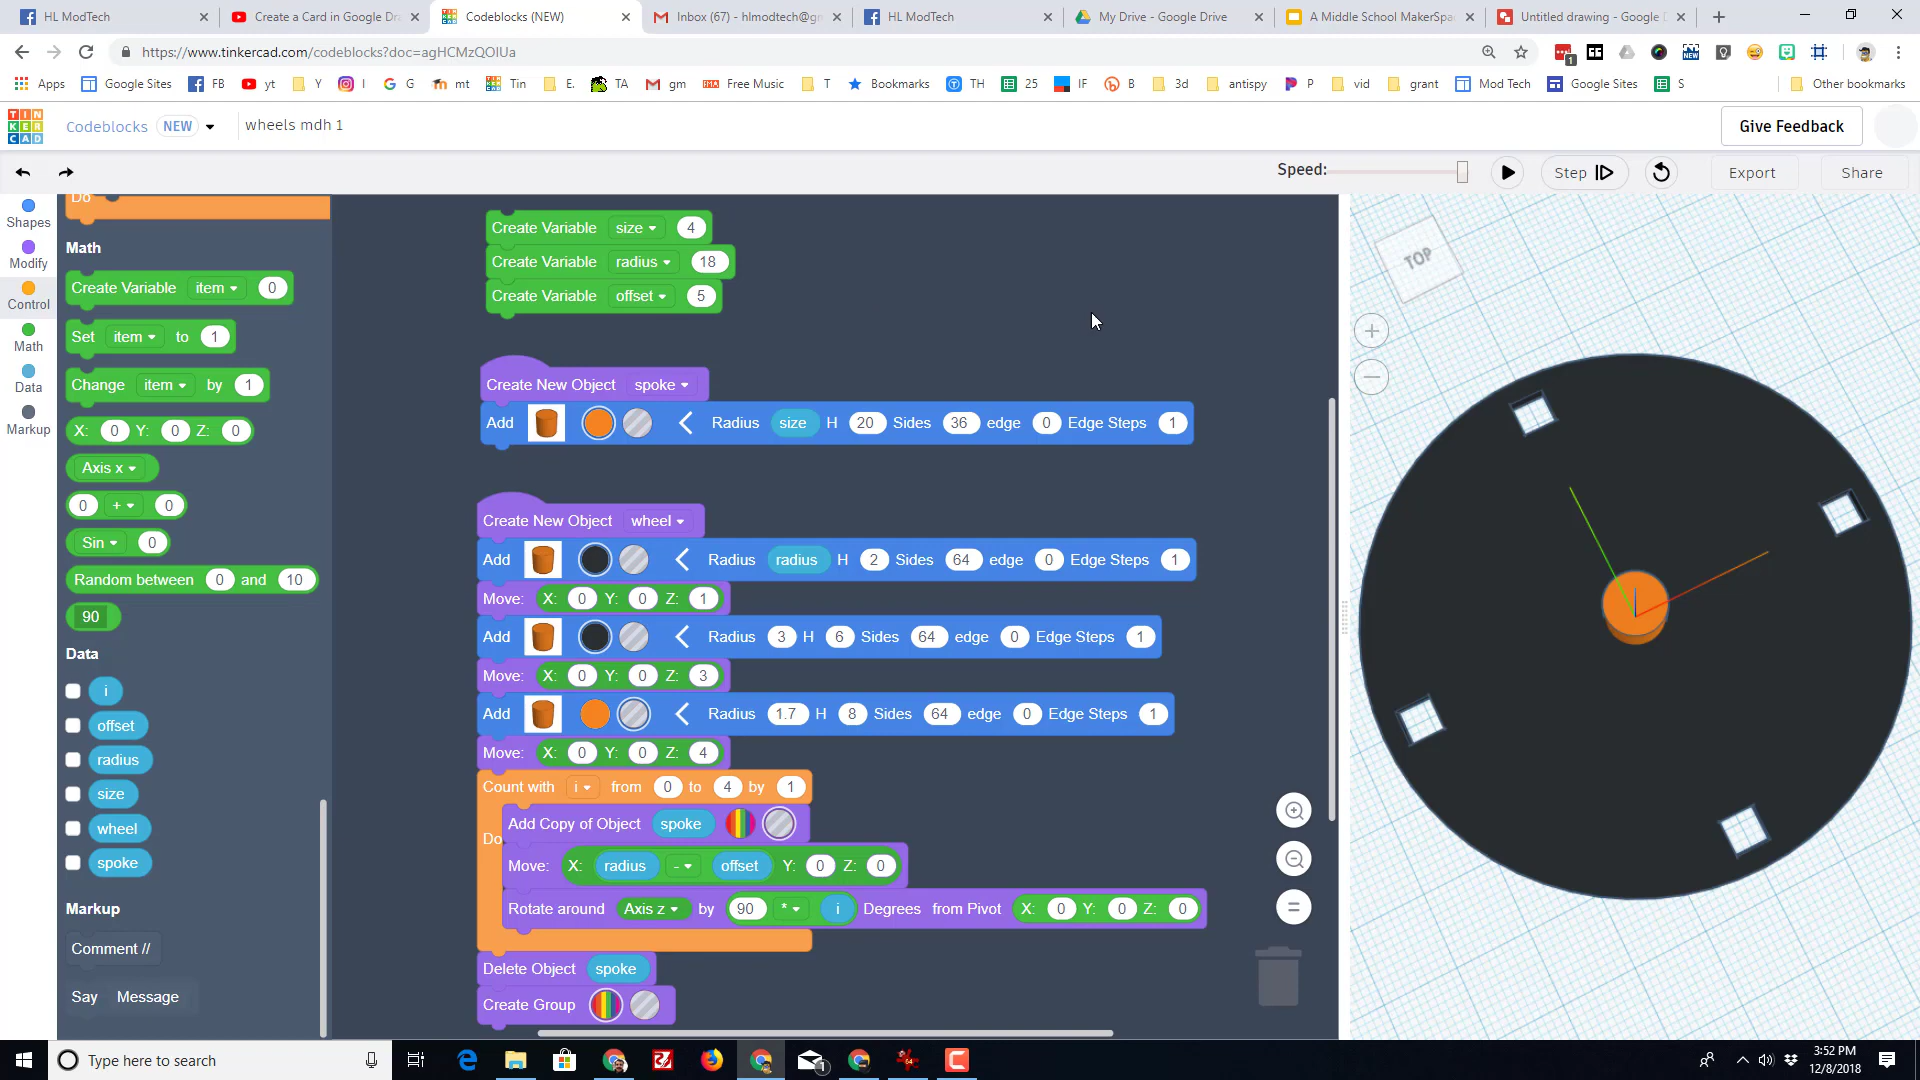 HL ModTech
Create a Card in Google Dra
Codeblocks (NEW)
Inbox (67) - hlmodtech@gm
HL ModTech
My Drive - Google Drive
A Middle School MakerSpa
Untitled drawing - Google D
https://www.tinkercad.com/codeblocks?doc=agHCMzQOlUa
Apps Google Sites FB yt Y I G mt Tin E. TA gm Free Music T Bookmarks TH 25 IF B 3d antispy P vid grant Mod Tech Google Sites S Other bookmarks
TIN
KER
CAD
Codeblocks NEW wheels mdh 1 Give Feedback
Speed: Step Export Share
Shapes
Modify
Control
Math
Data
Markup
Do
Math
Create Variable item 0
Set item to 1
Change item by 1
X: 0 Y: 0 Z: 0
Axis x
0 + 0
Sin 0
Random between 0 and 10
90
Data
i
offset
radius
size
wheel
spoke
Markup
Comment //
Say Message
Create Variable size 4
Create Variable radius 18
Create Variable offset 5
Create New Object spoke
Add Radius size H 20 Sides 36 edge 0 Edge Steps 1
Create New Object wheel
Add Radius radius H 2 Sides 64 edge 0 Edge Steps 1
Move: X: 0 Y: 0 Z: 1
Add Radius 3 H 6 Sides 64 edge 0 Edge Steps 1
Move: X: 0 Y: 0 Z: 3
Add Radius 1.7 H 8 Sides 64 edge 0 Edge Steps 1
Move: X: 0 Y: 0 Z: 4
Count with i from 0 to 4 by 1
Add Copy of Object spoke
Do
Move: X: radius - offset Y: 0 Z: 0
Rotate around Axis z by 90 * i Degrees from Pivot X: 0 Y: 0 Z: 0
Delete Object spoke
Create Group
TOP
Type here to search
3:52 PM
12/8/2018